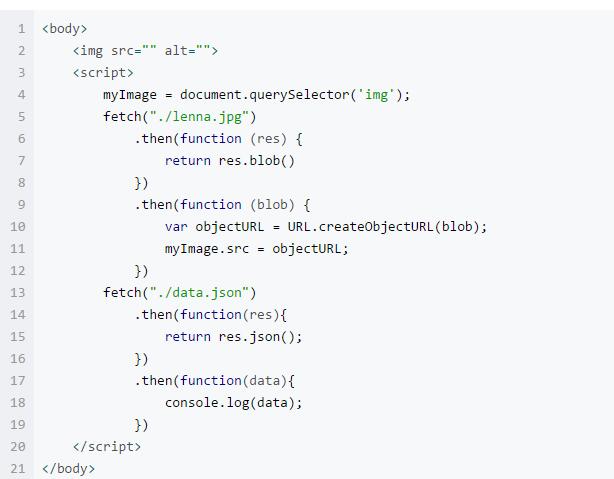 1 <body>
2     <img src="" alt="">
3     <script>
4         myImage = document.querySelector('img');
5         fetch("./lenna.jpg")
6             .then(function (res) {
7                 return res.blob()
8             })
9             .then(function (blob) {
10                 var objectURL = URL.createObjectURL(blob);
11                 myImage.src = objectURL;
12             })
13         fetch("./data.json")
14             .then(function(res){
15                 return res.json();
16             })
17             .then(function(data){
18                 console.log(data);
19             })
20     </script>
21 </body>